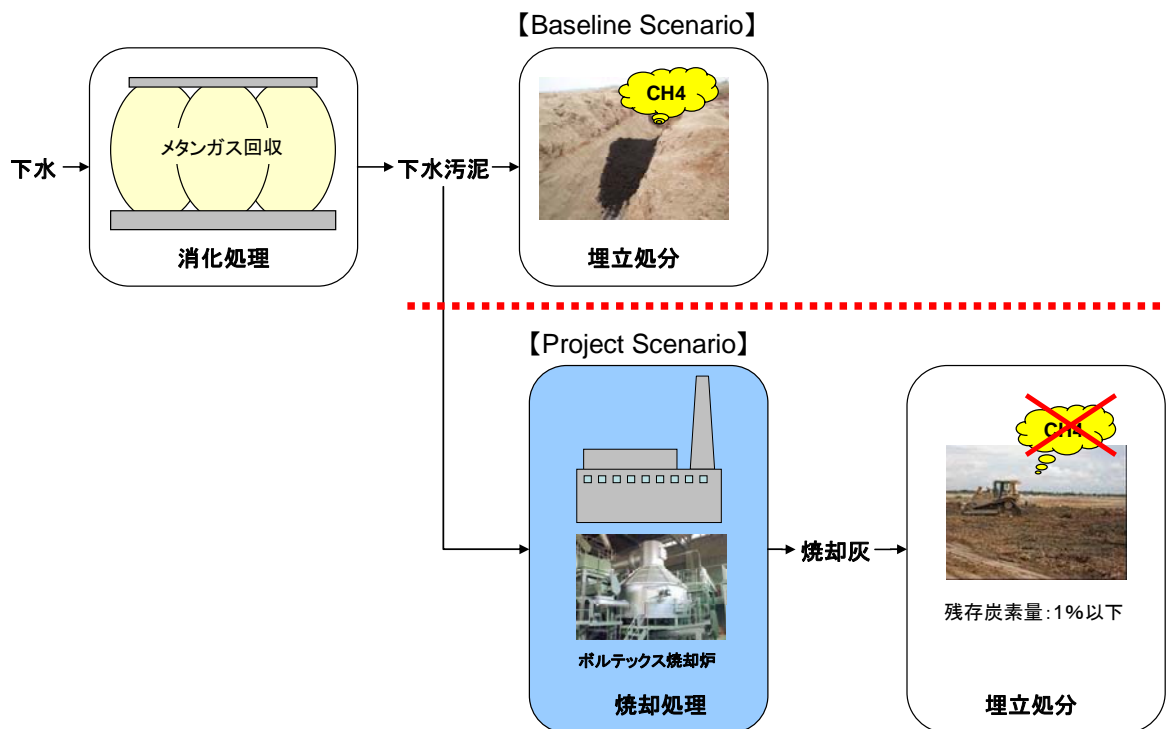 【Baseline Scenario】
CH4
メタンガス回収
下水
下水汚泥
消化処理
埋立処分
【Project Scenario】
CH4
焼却灰
残存炭素量:1%以下
ボルテックス焼却炉
焼却処理
埋立処分